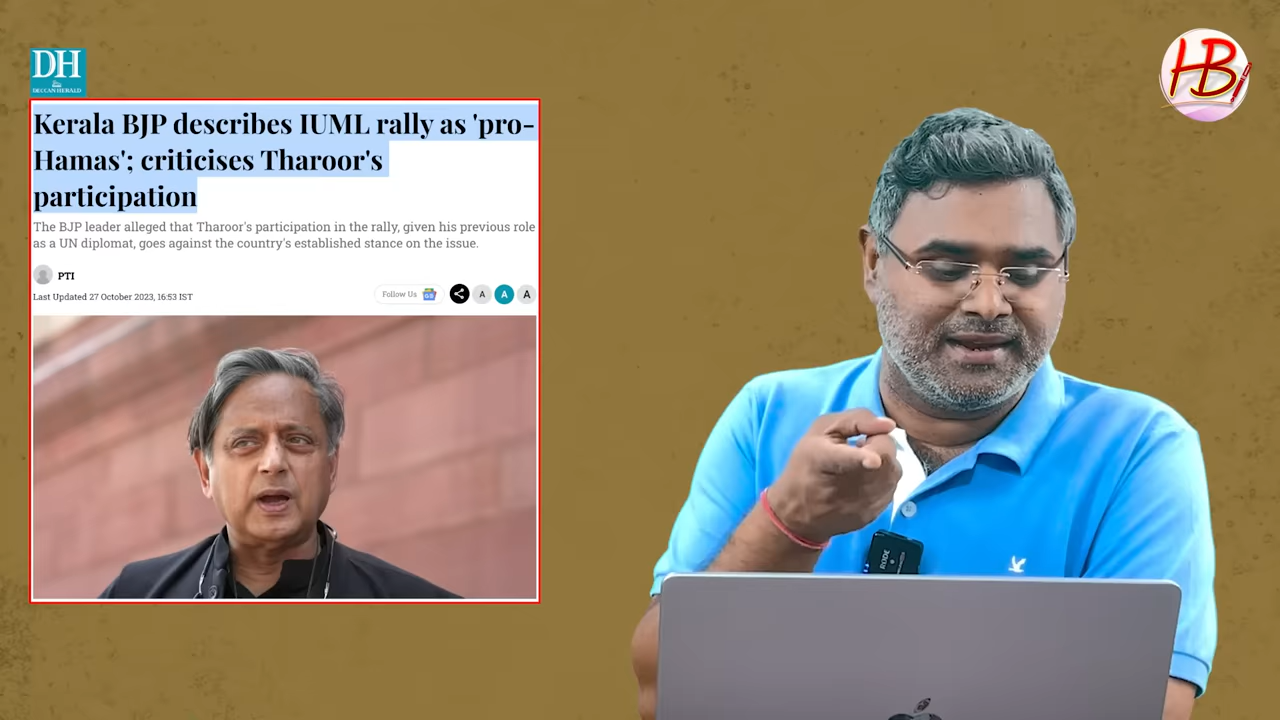 DH
DECCAN HERALD
Kerala BJP describes IUML rally as 'pro-
Hamas'; criticises Tharoor's
participation
The BJP leader alleged that Tharoor's participation in the rally, given his previous role
as a UN diplomat, goes against the country's established stance on the issue.
PTI
Last Updated 27 October 2023, 16:53 IST
Follow Us
A
A
A
HBi
RODE